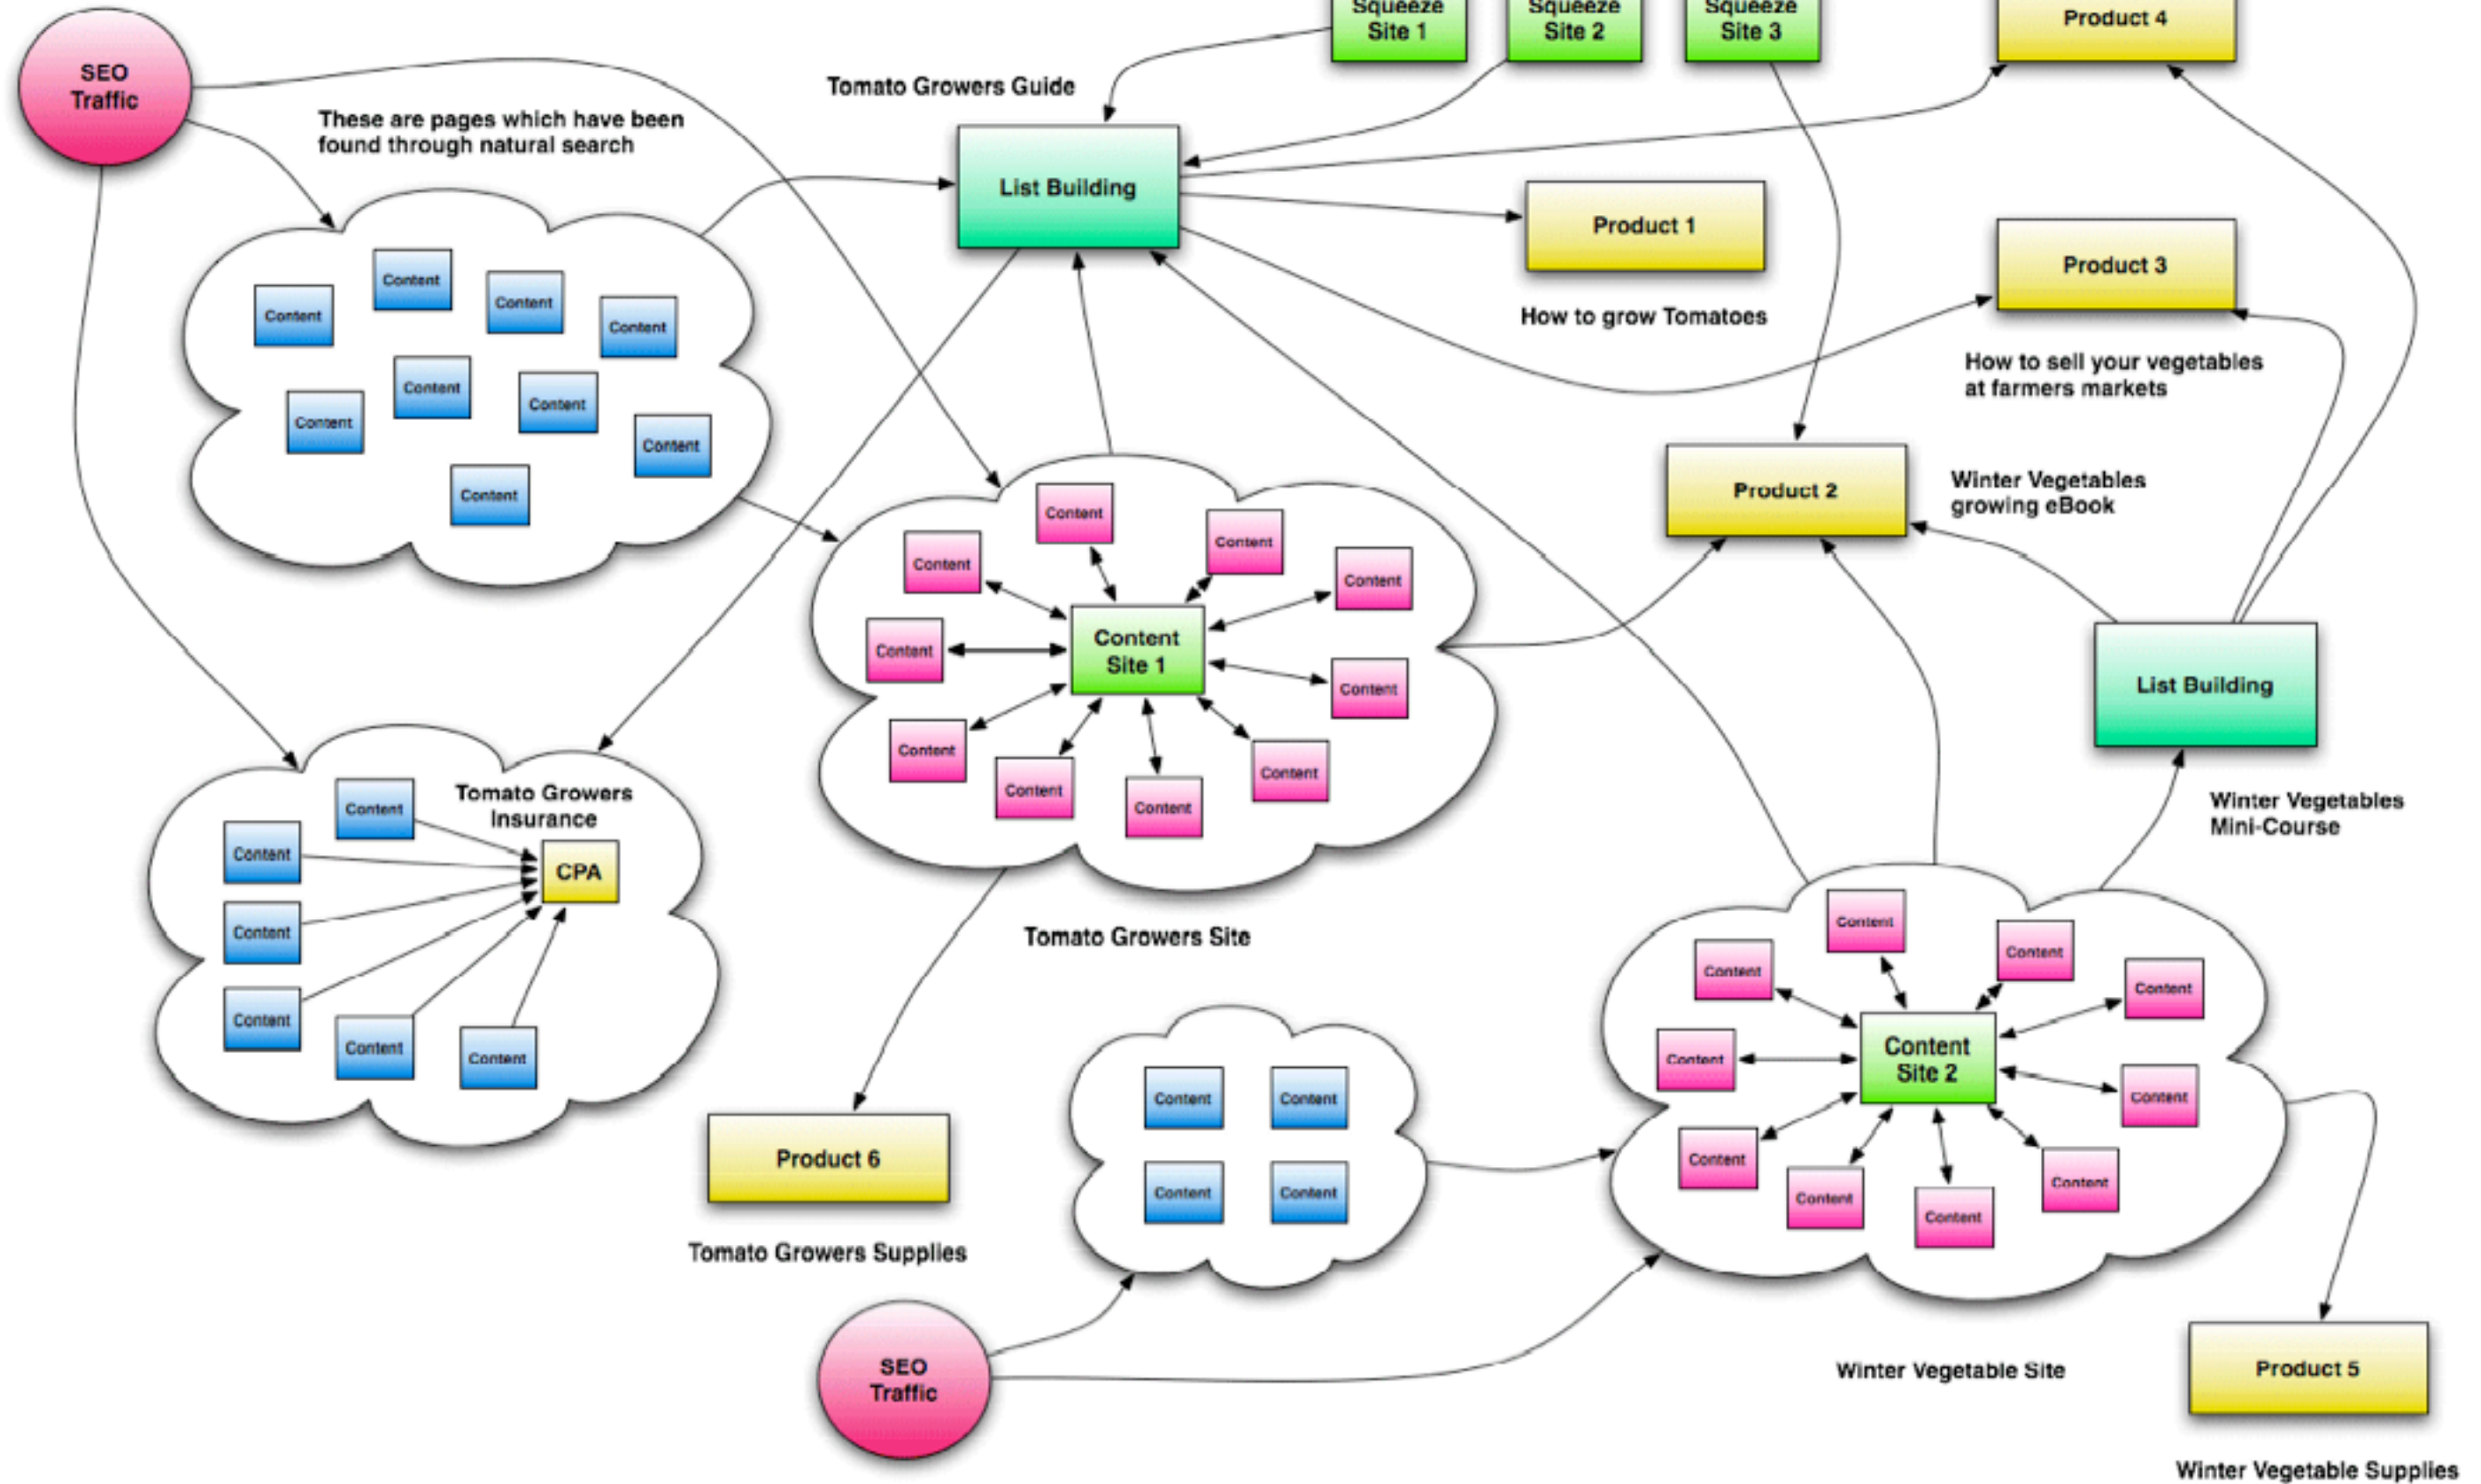 Squeeze
Site 1
Squeeze
Site 2
Squeeze
Site 3
Product 4
SEO
Traffic
Tomato Growers Guide
These are pages which have been
found through natural search
List Building
Product 1
Product 3
How to grow Tomatoes
How to sell your vegetables
at farmers markets
Content
Content
Content
Content
Content
Content
Content
Content
Content
Product 2
Winter Vegetables
growing eBook
Content
Content
Content
Content
Content
Content Site 1
Content
Content
Content
Content
Content
Content
List Building
Winter Vegetables
Mini-Course
Tomato Growers
Insurance
Content
Content
CPA
Content
Content
Content
Content
Tomato Growers Site
Content
Content
Content
Content
Content
Content
Site 2
Content
Content
Content
Content
Content
Content
Content
Content
Content
Content
Product 6
Tomato Growers Supplies
SEO
Traffic
Winter Vegetable Site
Product 5
Winter Vegetable Supplies